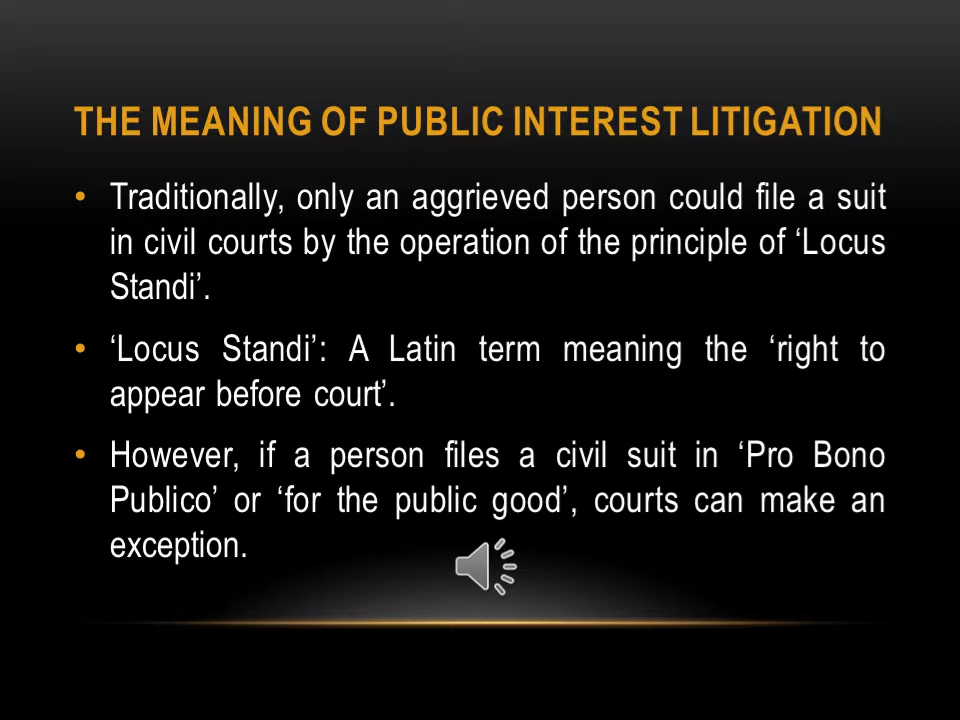 THE MEANING OF PUBLIC INTEREST LITIGATION
• Traditionally, only an aggrieved person could file a suit
in civil courts by the operation of the principle of ‘Locus
Standi’.
• ‘Locus Standi’: A Latin term meaning the ‘right to
appear before court’.
• However, if a person files a civil suit in ‘Pro Bono
Publico’ or ‘for the public good’, courts can make an
exception.